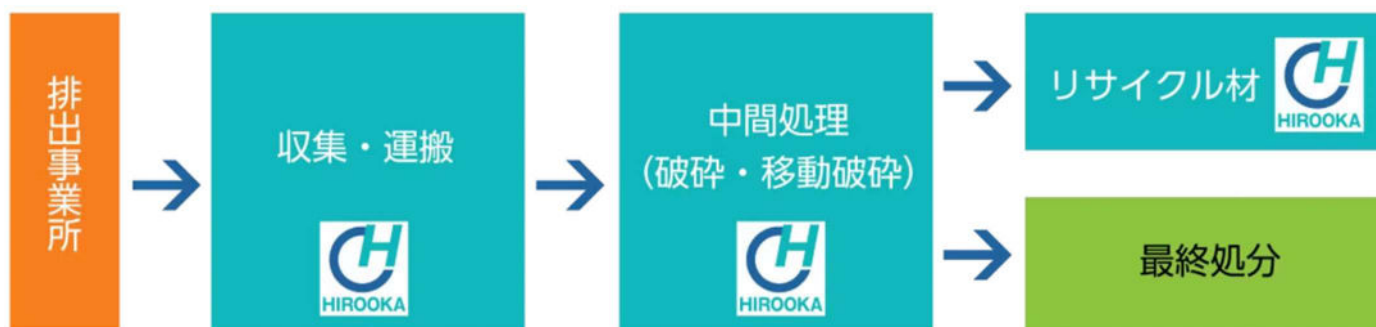 排出事業所
収集・運搬
HIROOKA
中間処理
(破砕・移動破砕)
HIROOKA
リサイクル材
HIROOKA
最終処分